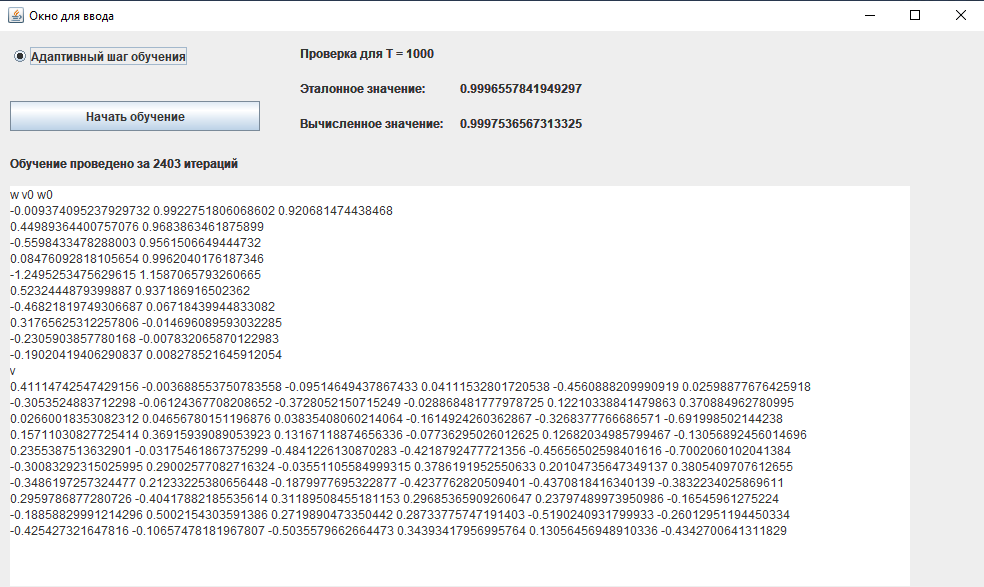 Окно для ввода
Адаптивный шаг обучения
Проверка для T = 1000
Эталонное значение: 0.9996557841949297
Начать обучение
Вычисленное значение: 0.9997536567313325
Обучение проведено за 2403 итераций
w v0 w0
-0.009374095237929732 0.9922751806068602 0.920681474438468
0.44989364400757076 0.9683863461875899
-0.5598433478288003 0.9561506649444732
0.08476092818105654 0.9962040176187346
-1.2495253475629615 1.1587065793260665
0.5232444879399887 0.937186916502362
-0.46821819749306687 0.06718439944833082
0.31765625312257806 -0.014696089593032285
-0.2305903857780168 -0.007832065870122983
-0.19020419406290837 0.008278521645912054
v
0.41114742547429156 -0.003688553750783558 -0.09514649437867433 0.04111532801720538 -0.4560888209990919 0.02598877676425918
-0.3053524883712298 -0.06124367708208652 -0.3728052150715249 -0.028868481777978725 0.12210338841479863 0.370884962780995
0.02660018353082312 0.046567801511968​76 0.03835408060214064 -0.1614924260362867 -0.3268377766686571 -0.691998502144238
0.15711030827725414 0.36915939089053923 0.13167118874656336 -0.07736295026012625 0.12682034985799467 -0.13056892456014696
0.2355387513632901 -0.03175461867375299 -0.4841226130870283 -0.4218792477721356 -0.45656502598401616 -0.7002060102041384
-0.30083292315025995 0.29002577082716324 -0.03551105584999315 0.3786191952550633 0.20104735647349137 0.3805409707612655
-0.3486197257324477 0.21233225380656448 -0.1879977695322877 -0.4237762820509401 -0.4370818416340139 -0.3832234025869611
0.2959786877280726 -0.40417882185535614 0.31189508455181153 0.29685365909260647 0.23797489973950986 -0.16545961275224
-0.18858829991214296 0.5002154303591386 0.2719890473350442 0.28733775747191403 -0.5190240931799933 -0.26012951194450334
-0.425427321647816 -0.10657478181967807 -0.5035579662664473 0.34393417956995764 0.13056456948910336 -0.4342700641311829